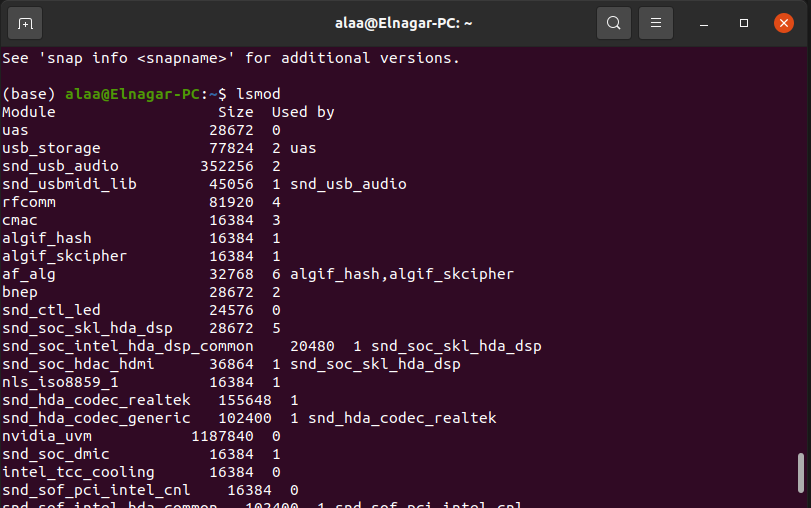 alaa@Elnagar-PC: ~
See 'snap info <snapname>' for additional versions.
(base) alaa@Elnagar-PC:~$ lsmod
Module                  Size  Used by
uas                    28672  0
usb_storage            77824  2 uas
snd_usb_audio         352256  2
snd_usbmidi_lib        45056  1 snd_usb_audio
rfcomm                 81920  4
cmac                   16384  3
algif_hash             16384  1
algif_skcipher         16384  1
af_alg                 32768  6 algif_hash,algif_skcipher
bnep                   28672  2
snd_ctl_led            24576  0
snd_soc_skl_hda_dsp    28672  5
snd_soc_intel_hda_dsp_common    20480  1 snd_soc_skl_hda_dsp
snd_soc_hdac_hdmi      36864  1 snd_soc_skl_hda_dsp
nls_iso8859_1          16384  1
snd_hda_codec_realtek   155648  1
snd_hda_codec_generic   102400  1 snd_hda_codec_realtek
nvidia_uvm           1187840  0
snd_soc_dmic           16384  1
intel_tcc_cooling      16384  0
snd_sof_pci_intel_cnl    16384  0
snd_sof_intel_hda_common   102400  1 snd_sof_pci_intel_cnl